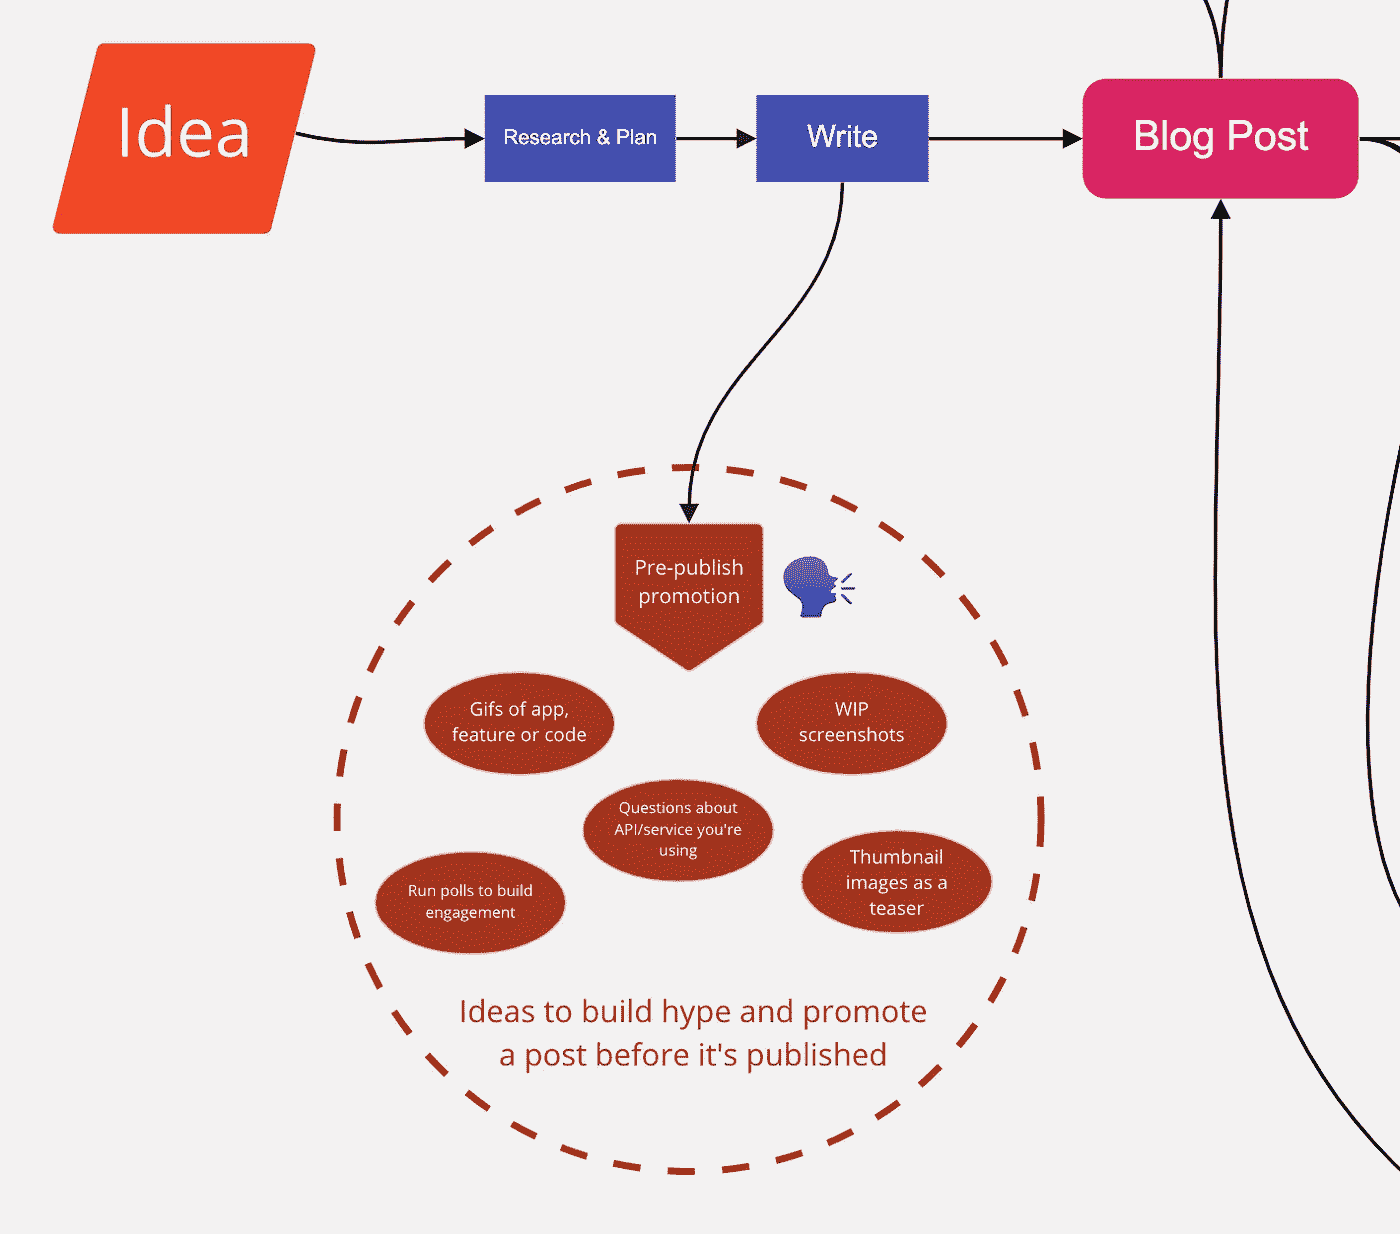 Idea
Research & Plan
Write
Blog Post
Pre-publish
promotion
Gifs of app,
feature or code
WIP
screenshots
Questions about
API/service you're
using
Run polls to build
engagement
Thumbnail
images as a
teaser
Ideas to build hype and promote
a post before it's published